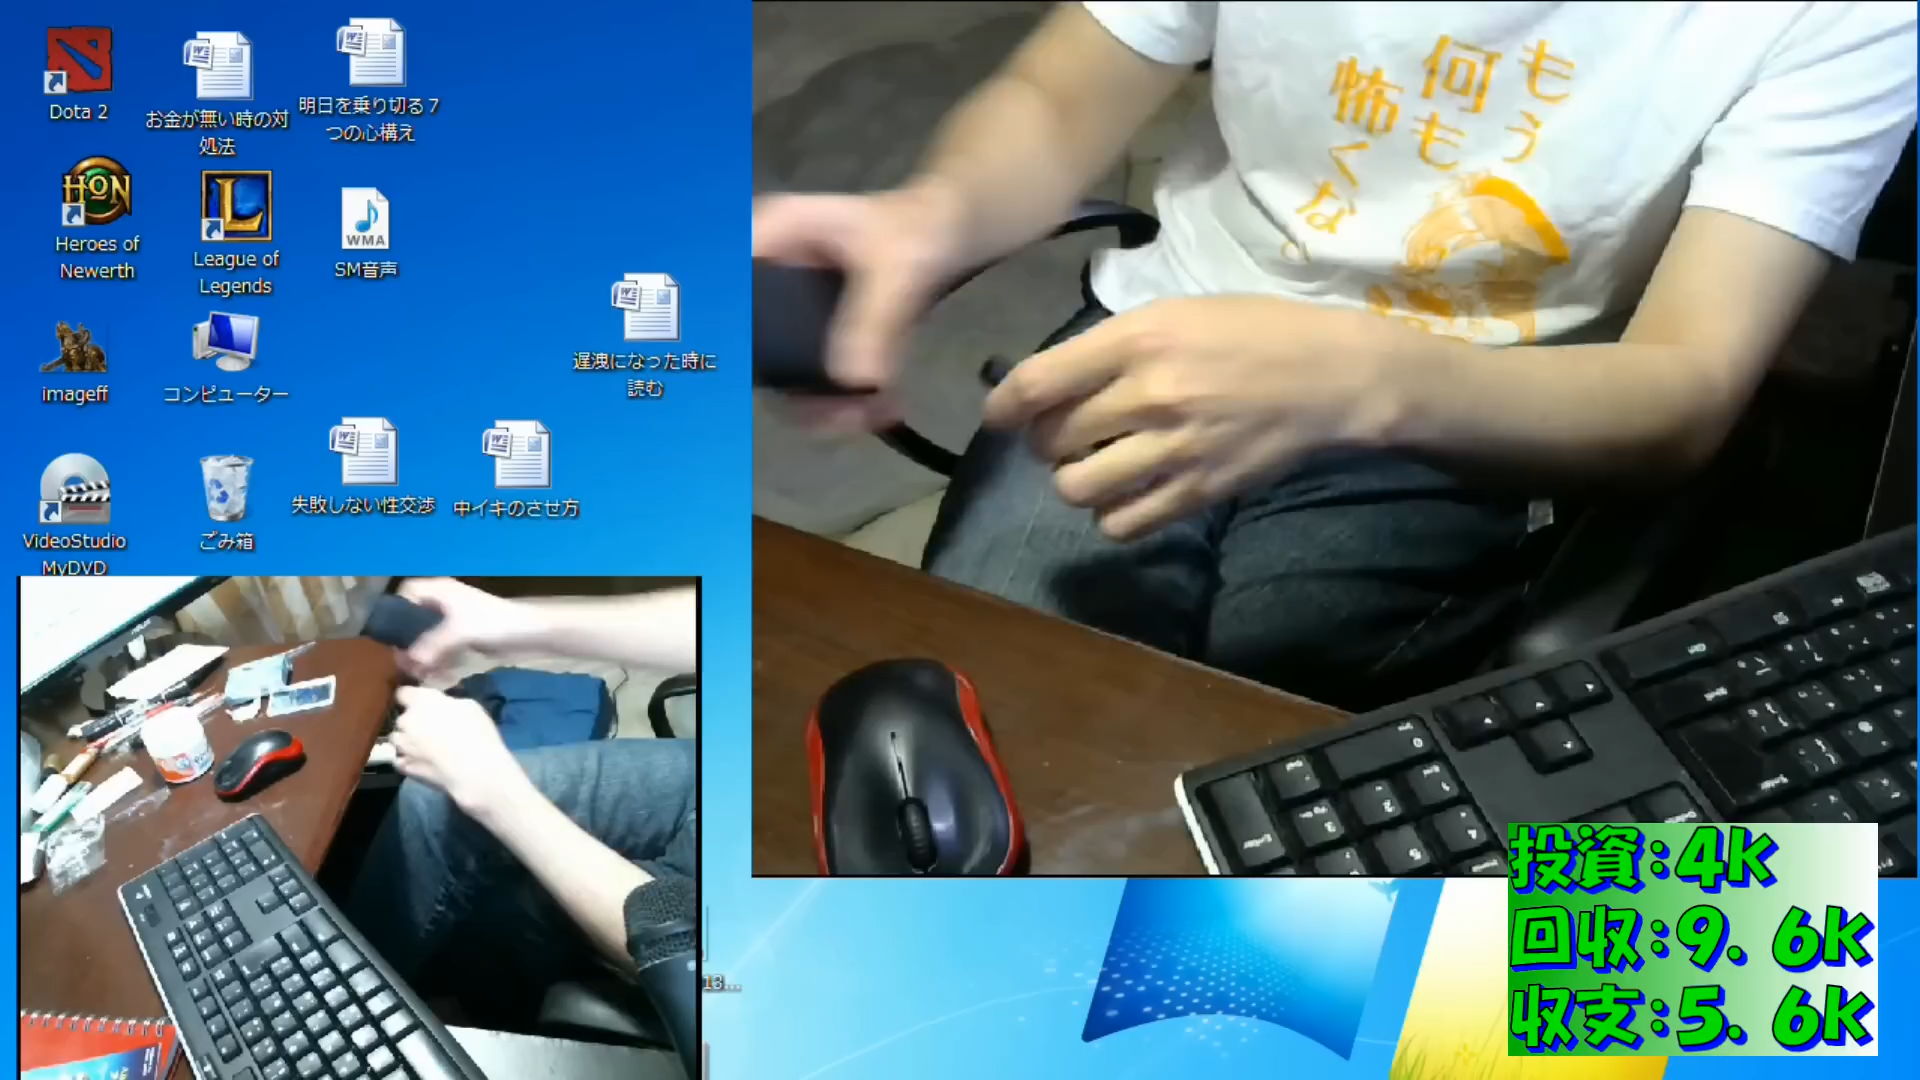 Dota 2
お金が無い時の対
処法
明日を乗り切る7
つの心構え
HON
Heroes of
Newerth
L
League of
Legends
WMA
SM音声
遅洩になった時に
読む
imageff
コンピューター
失敗しない性交渉
中イキのさせ方
VideoStudio
MyDVD
ごみ箱
もう
何も
怖くな
投資:4K
回収:9.6K
収支:5.6K
13...